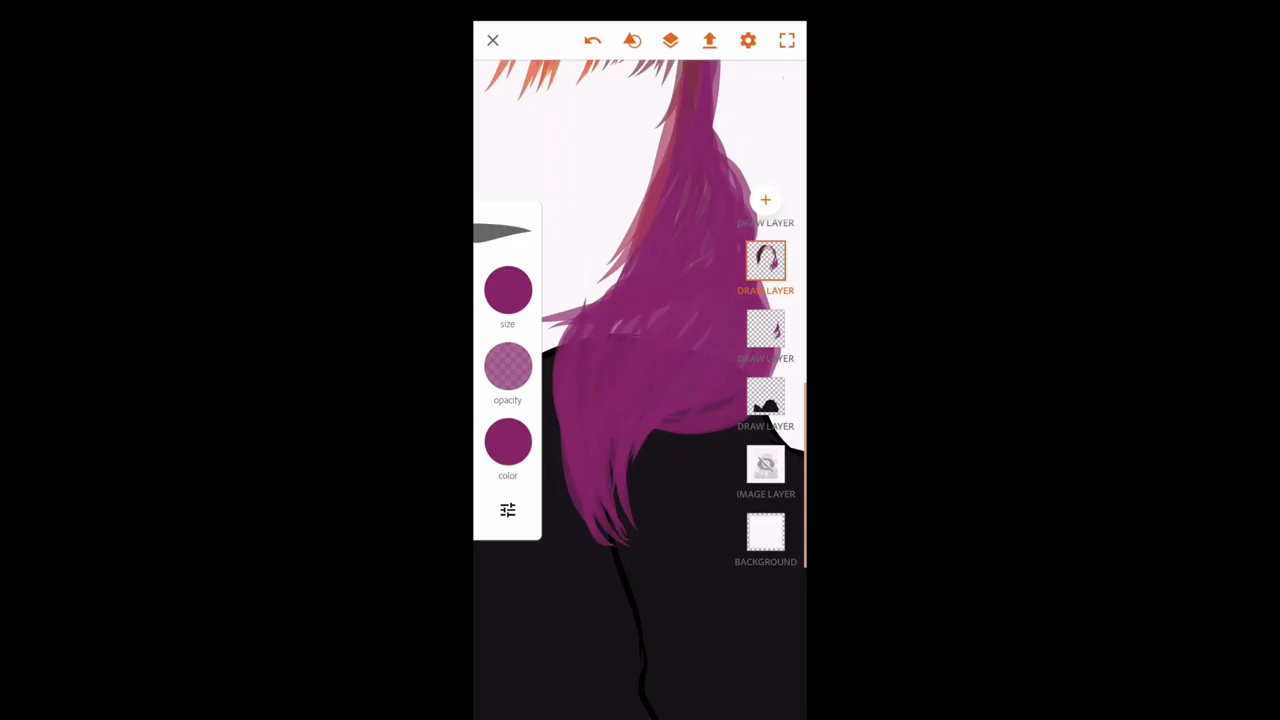 DRAW LAYER
DRAW LAYER
size
DRAW LAYER
opacity
DRAW LAYER
color
IMAGE LAYER
BACKGROUND